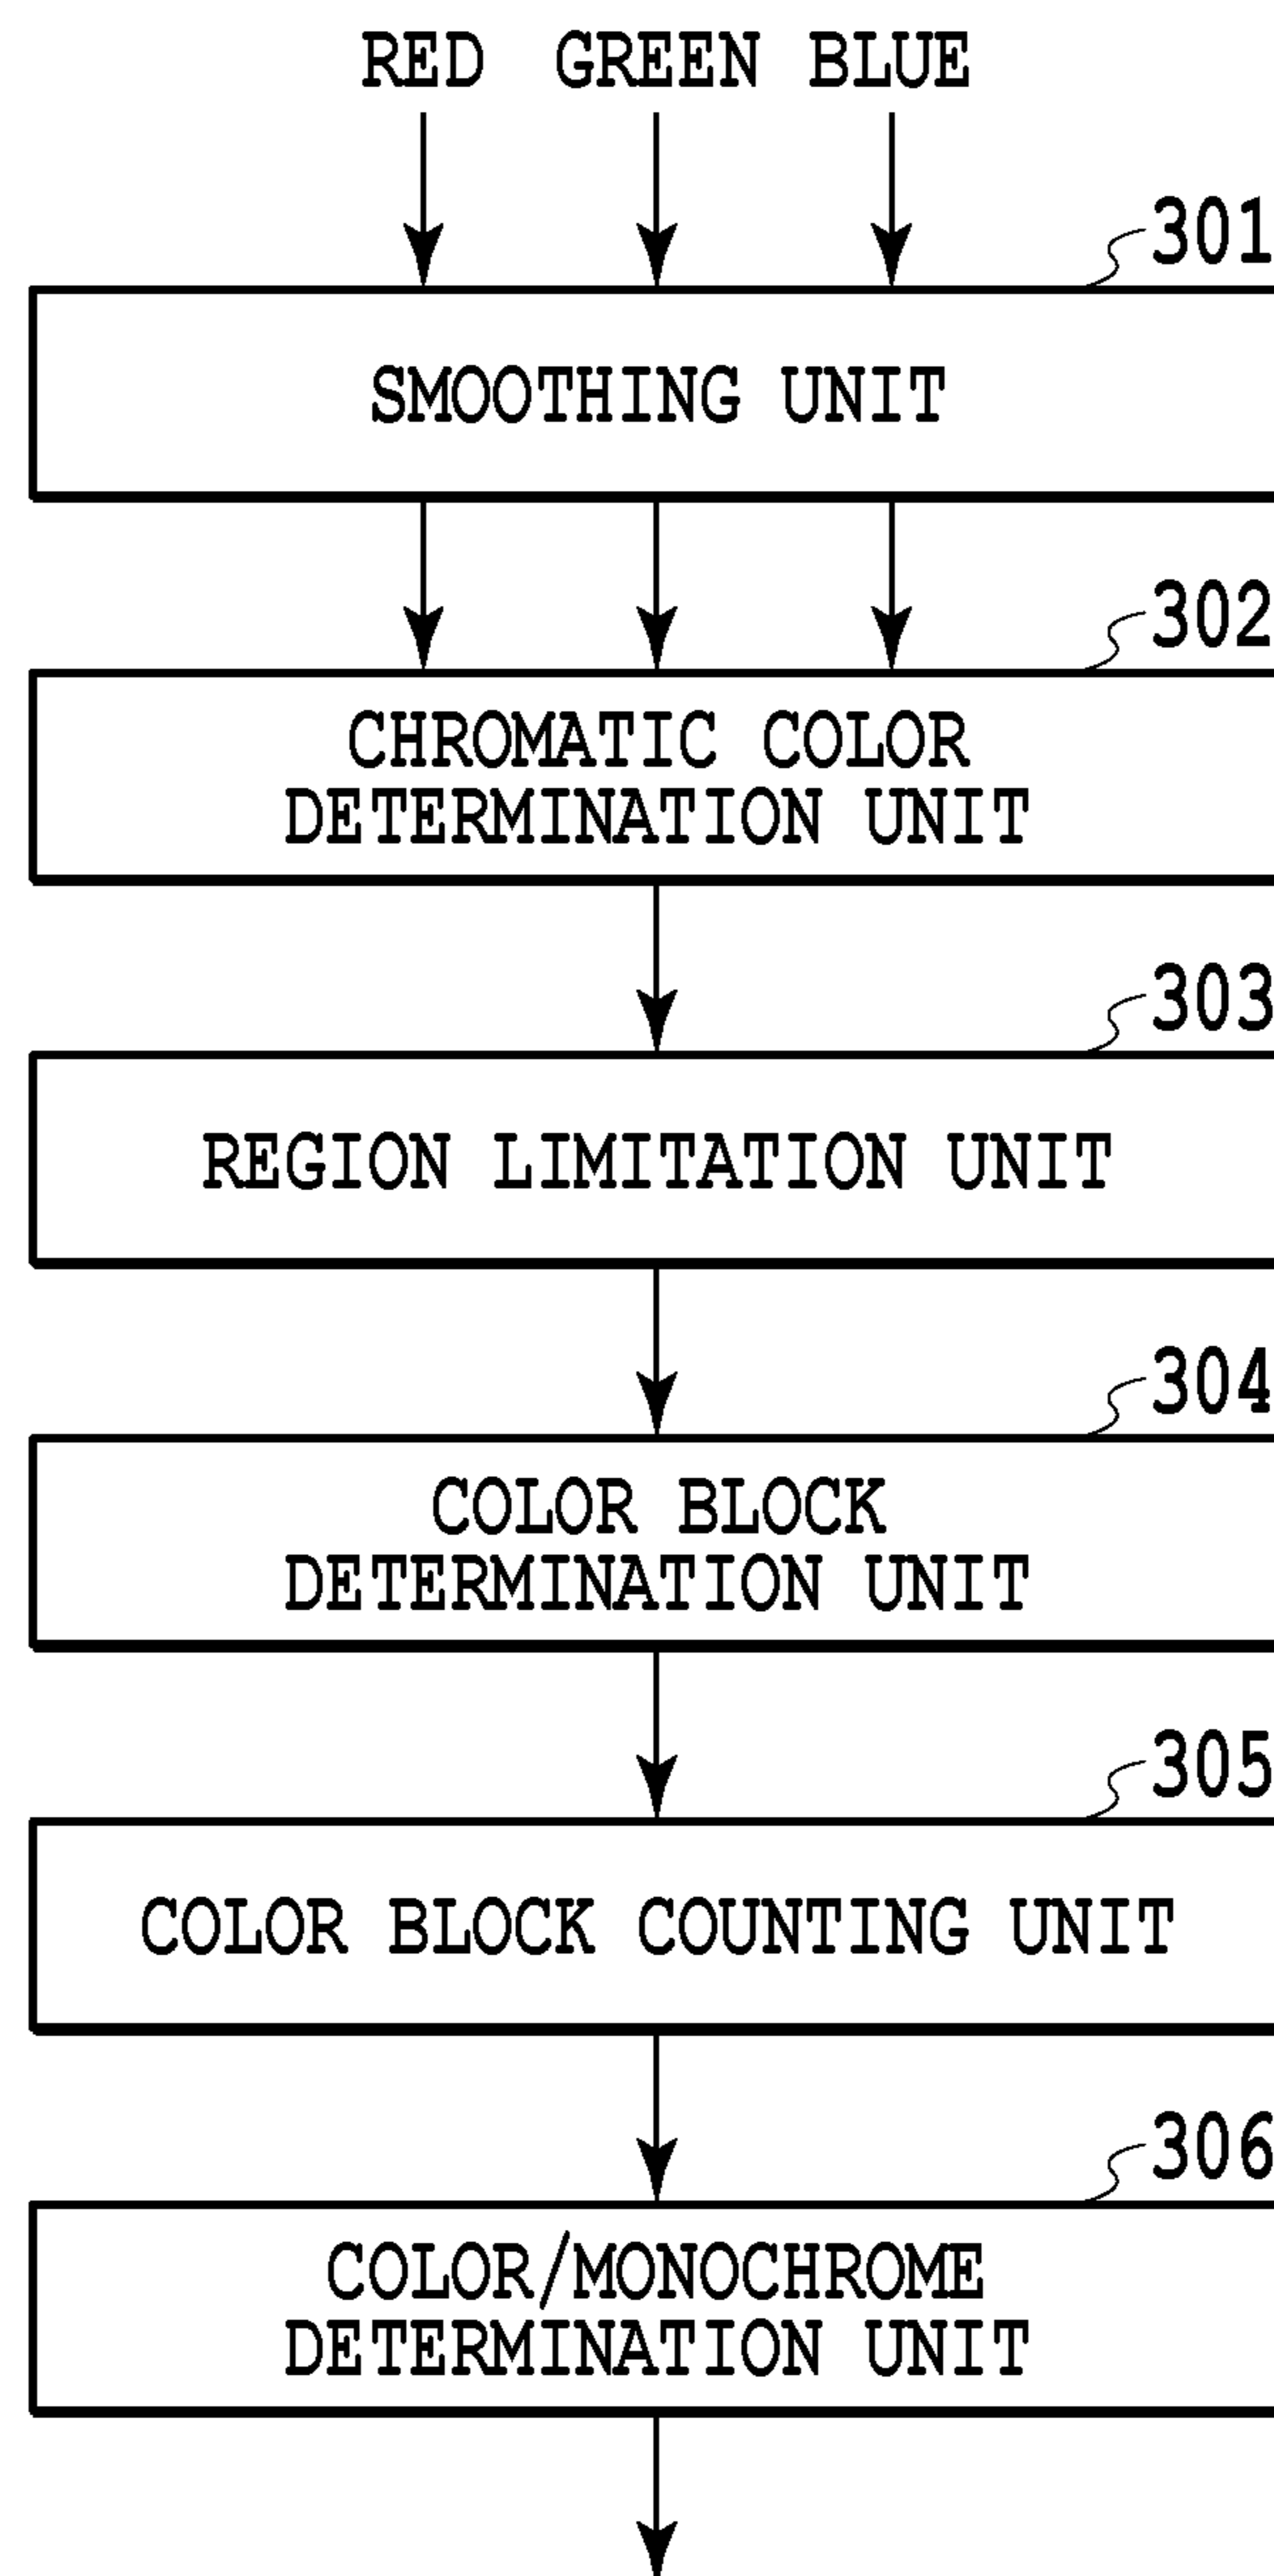 RED GREEN BLUE
301
SMOOTHING UNIT
302
CHROMATIC COLOR
DETERMINATION UNIT
303
REGION LIMITATION UNIT
304
COLOR BLOCK
DETERMINATION UNIT
305
COLOR BLOCK COUNTING UNIT
306
COLOR/MONOCHROME
DETERMINATION UNIT